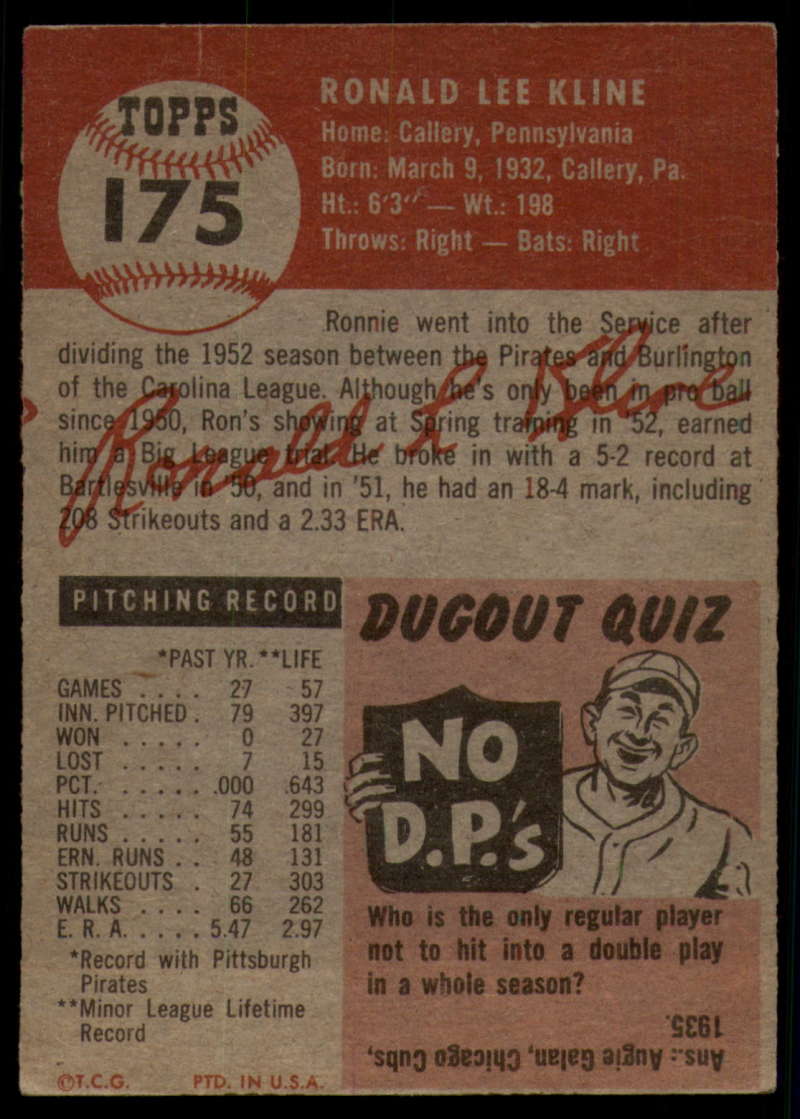 TOPPS
175
RONALD LEE KLINE
Home: Callery, Pennsylvania
Born: March 9, 1932, Callery, Pa.
Ht.: 6'3" — Wt.: 198
Throws: Right — Bats: Right
Ronnie went into the Service after
dividing the 1952 season between the Pirates and Burlington
of the Carolina League. Although he's only been in pro ball
since 1950, Ron's showing at Spring training in '52, earned
him a Big League trial. He broke in with a 5-2 record at
Bartlesville in '50, and in '51, he had an 18-4 mark, including
208 Strikeouts and a 2.33 ERA.
Ronald L Kline
PITCHING RECORD
*PAST YR. **LIFE
GAMES . . . . 27 57
INN. PITCHED . 79 397
WON . . . . . 0 27
LOST . . . . . 7 15
PCT. . . . . . .000 .643
HITS . . . . . 74 299
RUNS . . . . . 55 181
ERN. RUNS . . 48 131
STRIKEOUTS . 27 303
WALKS . . . . 66 262
E. R. A. . . . . 5.47 2.97
*Record with Pittsburgh
Pirates
**Minor League Lifetime
Record
©T.C.G. PTD. IN U.S.A.
DUGOUT QUIZ
NO
D.P.'s
Who is the only regular player
not to hit into a double play
in a whole season?
Ans.: Angie Galan, Chicago Cubs,
1935.